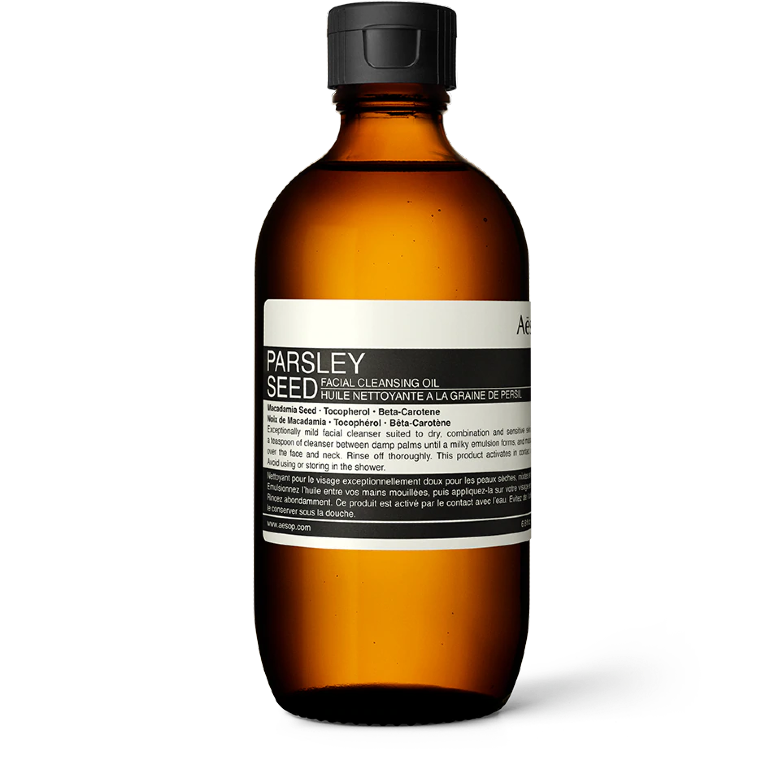 Aës
PARSLEY
SEED FACIAL CLEANSING OIL
HUILE NETTOYANTE A LA GRAINE DE PERSIL
Macadamia Seed · Tocopherol · Beta-Carotene
Noix de Macadamia · Tocophérol · Bêta-Carotène
Exceptionally mild facial cleanser suited to dry, combination and sensitive
a teaspoon of cleanser between damp palms until a milky emulsion forms, and
over the face and neck. Rinse off thoroughly. This product activates in contact
Avoid using or storing in the shower.
Nettoyant pour le visage exceptionnellement doux pour les peaux sèches,
Emulsionnez l'huile entre vos mains mouillées, puis appliquez-la sur votre visage
Rincez abondamment. Ce produit est activé par le contact avec l'eau. Evitez de
le conserver sous la douche.
www.aesop.com